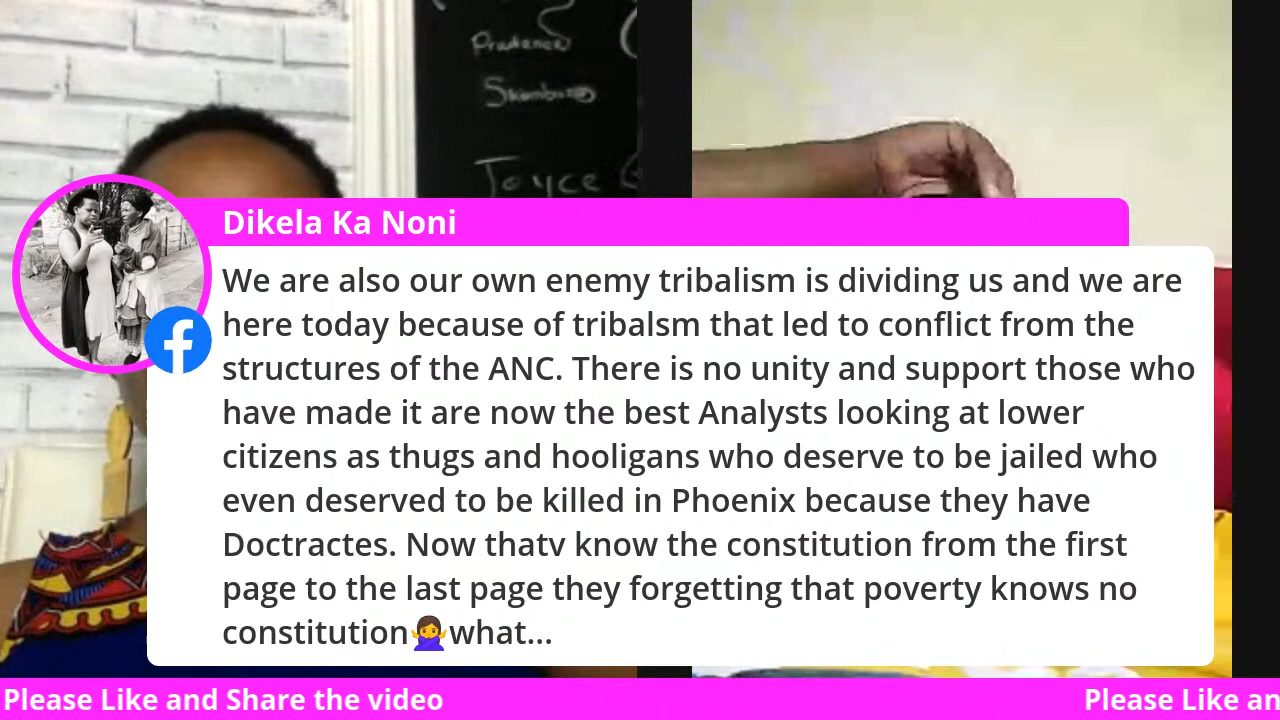 Prudence
Joyce
Dikela Ka Noni
We are also our own enemy tribalism is dividing us and we are
here today because of tribalsm that led to conflict from the
structures of the ANC. There is no unity and support those who
have made it are now the best Analysts looking at lower
citizens as thugs and hooligans who deserve to be jailed who
even deserved to be killed in Phoenix because they have
Doctractes. Now thatv know the constitution from the first
page to the last page they forgetting that poverty knows no
constitution🤷‍♀️what...
Please Like and Share the video
Please Like an